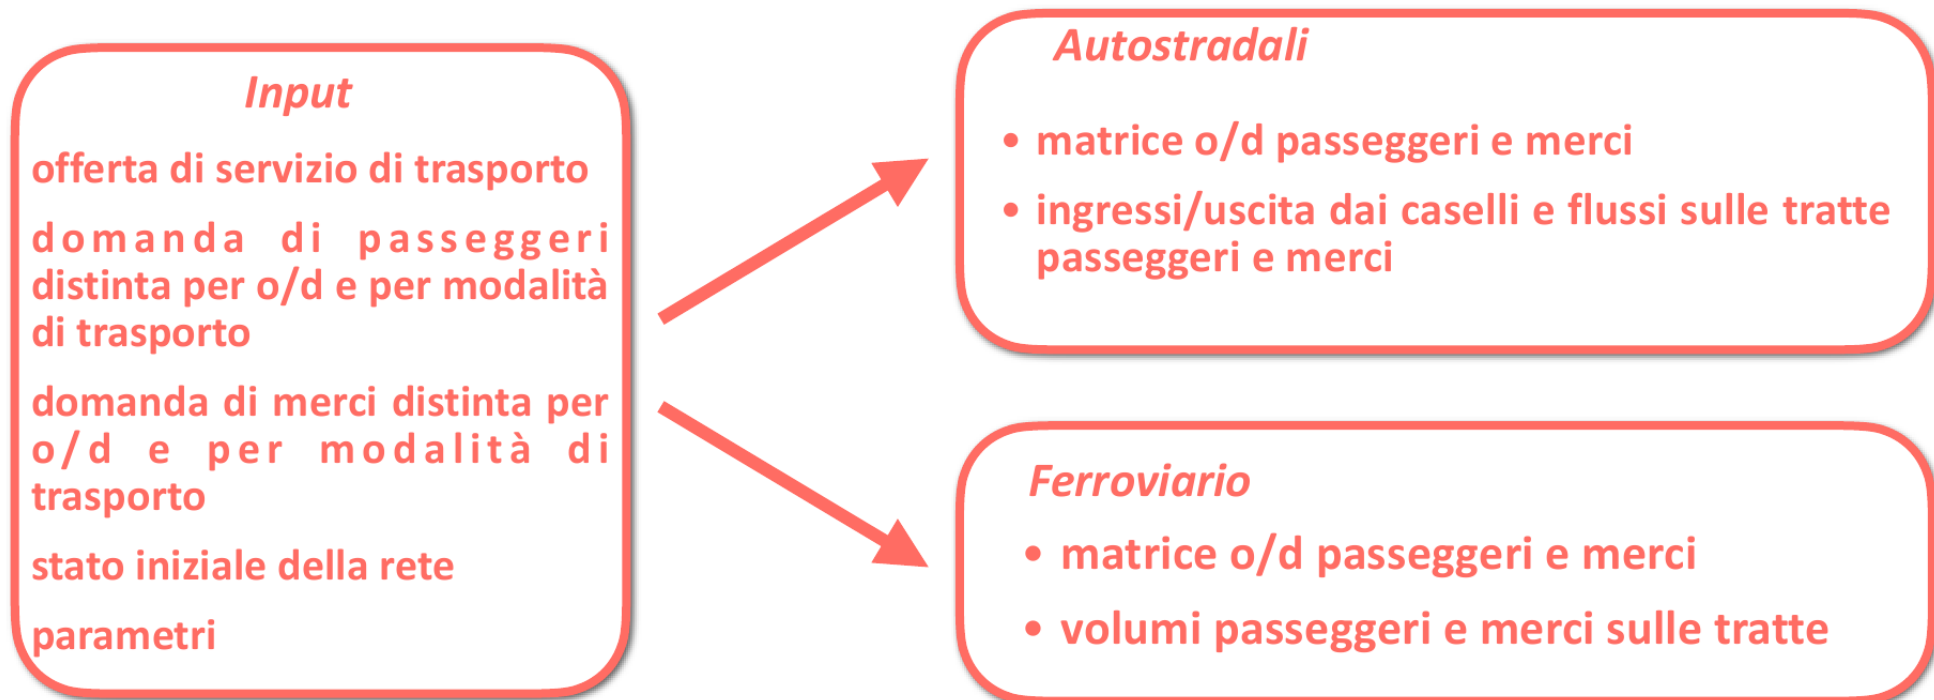 Input
offerta di servizio di trasporto
domanda di passeggeri
distinta per o/d e per modalità
di trasporto
domanda di merci distinta per
o/d e per modalità di
trasporto
stato iniziale della rete
parametri
Autostradali
• matrice o/d passeggeri e merci
• ingressi/uscita dai caselli e flussi sulle tratte
passeggeri e merci
Ferroviario
• matrice o/d passeggeri e merci
• volumi passeggeri e merci sulle tratte